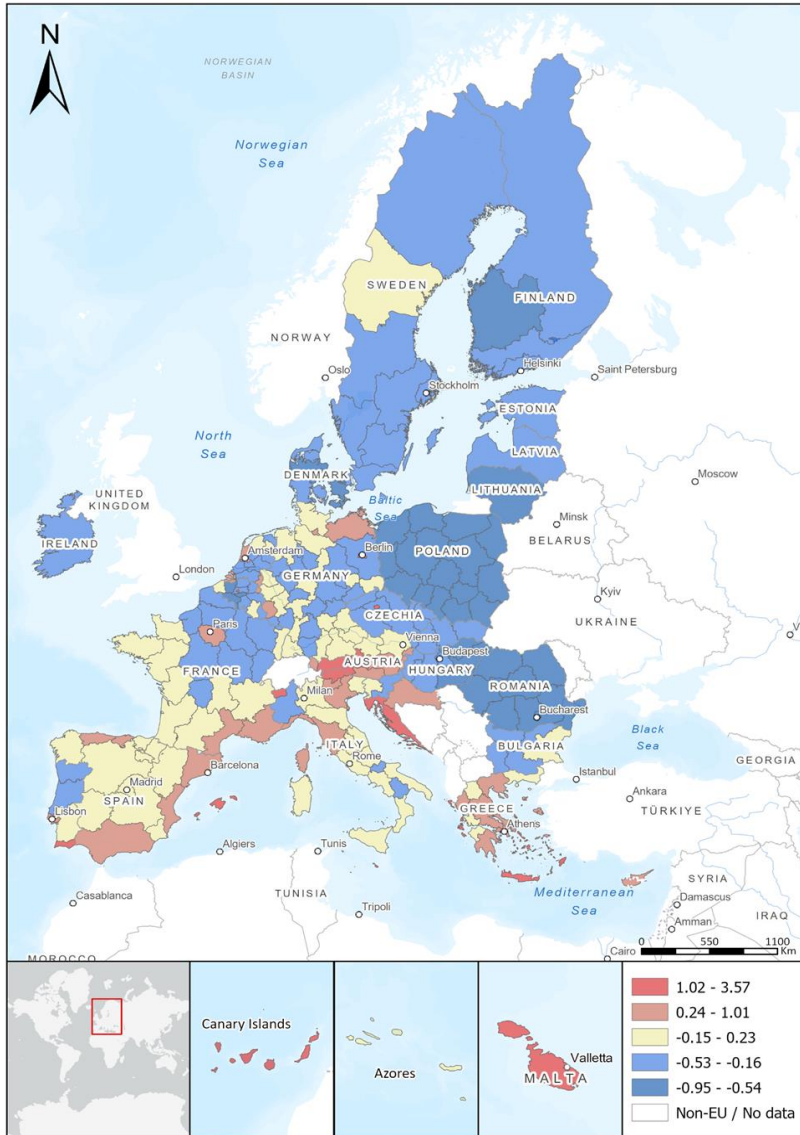 N
NORWEGIAN
BASIN
Norwegian
Sea
SWEDEN
FINLAND
NORWAY
Oslo
Helsinki
Saint Petersburg
Stockholm
ESTONIA
North
Sea
LATVIA
DENMARK
Moscow
LITHUANIA
Baltic
Sea
UNITED
KINGDOM
Minsk
IRELAND
BELARUS
Amsterdam
Berlin
POLAND
London
GERMANY
Kyiv
CZECHIA
UKRAINE
Paris
V
Vienna
Budapest
AUSTRIA
FRANCE
HUNGARY
Milan
ROMANIA
Bucharest
ITALY
BULGARIA
Black
Sea
Rome
Barcelona
GEORGIA
Madrid
Istanbul
SPAIN
Ankara
Lisbon
GREECE
TÜRKIYE
Athens
Algiers
Tunis
SYRIA
Casablanca
TUNISIA
Mediterranean
Sea
Damascus
Tripoli
IRAQ
Amman
MOROCCO
Cairo
0 550 1100
Km
Canary Islands
Azores
Valletta
MALTA
1.02 - 3.57
0.24 - 1.01
-0.15 - 0.23
-0.53 - -0.16
-0.95 - -0.54
Non-EU / No data